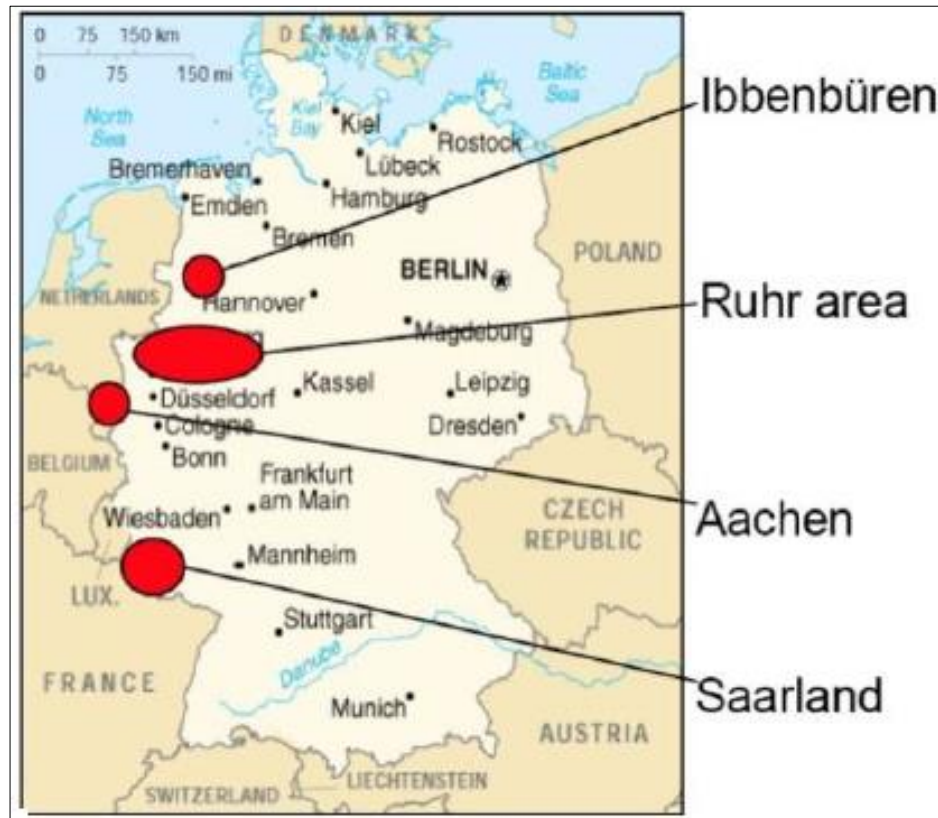 0 75 150 km
0 75 150 mi
DENMARK
North
Sea
Baltic
Sea
Kiel
Bay
Kiel
Rostock
Lübeck
Bremerhaven
Hamburg
Emden
Bremen
Ibbenbüren
POLAND
BERLIN
NETHERLANDS
Hannover
Ruhr area
Magdeburg
Kassel
Leipzig
Düsseldorf
Dresden
Cologne
BELGIUM
Bonn
Frankfurt
am Main
Wiesbaden
CZECH
REPUBLIC
Aachen
Mannheim
LUX.
Stuttgart
Danube
FRANCE
Munich
Saarland
AUSTRIA
LIECHTENSTEIN
SWITZERLAND